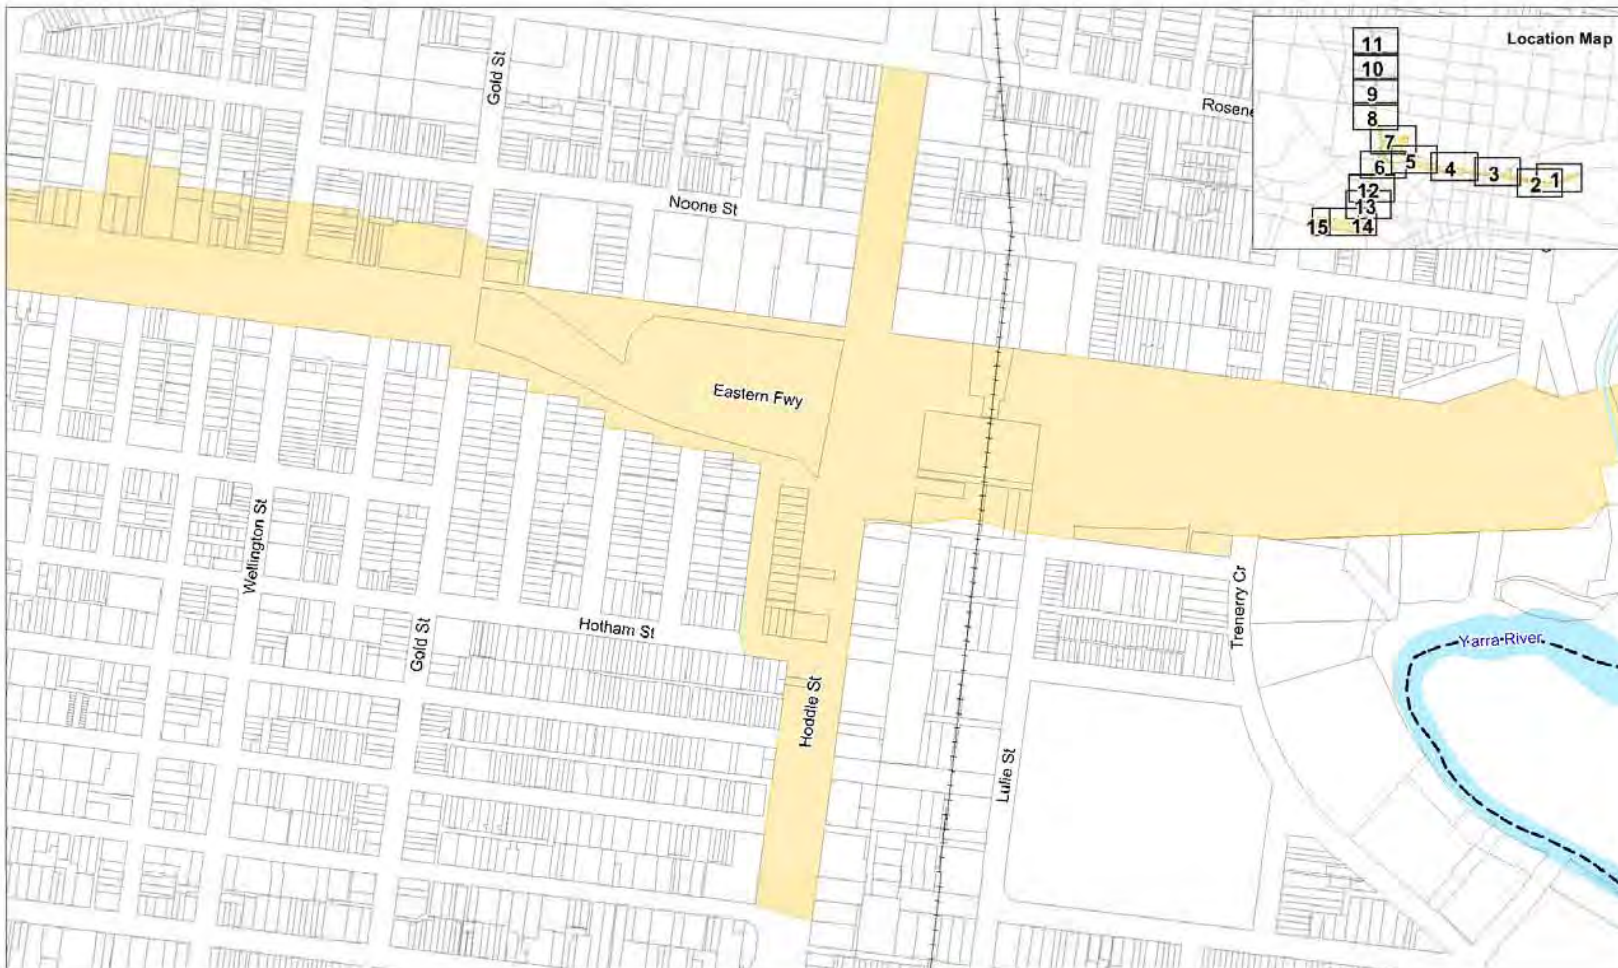 Location Map
11
10
9
8
7
6
5
4
3
2
1
12
13
15
14
Gold St
Rosene
Noone St
Eastern Fwy
Wellington St
Gold St
Hotham St
Hoddle St
Lulie St
Trenerry Cr
Yarra River